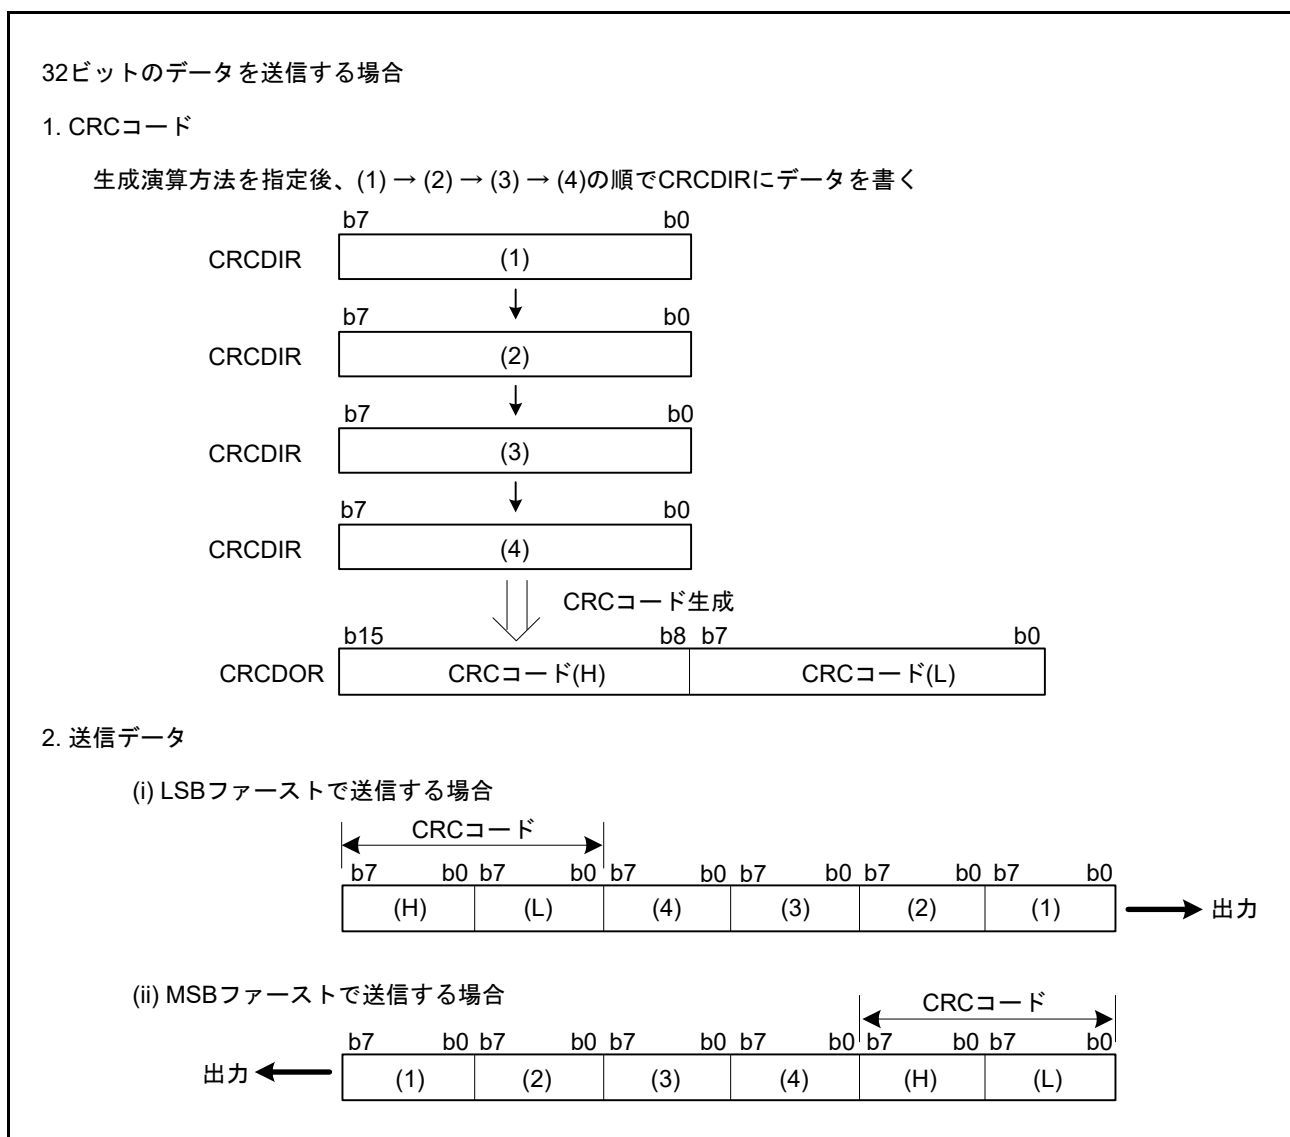 32ビットのデータを送信する場合
1. CRCコード
生成演算方法を指定後、(1) → (2) → (3) → (4)の順でCRCDIRにデータを書く
b7 b0
CRCDIR (1)
b7 b0
CRCDIR (2)
b7 b0
CRCDIR (3)
b7 b0
CRCDIR (4)
CRCコード生成
b15 b8 b7 b0
CRCDOR CRCコード(H) CRCコード(L)
2. 送信データ
(i) LSBファーストで送信する場合
CRCコード
b7 b0 b7 b0 b7 b0 b7 b0 b7 b0 b7 b0
(H) (L) (4) (3) (2) (1) 出力
(ii) MSBファーストで送信する場合
CRCコード
b7 b0 b7 b0 b7 b0 b7 b0 b7 b0 b7 b0
出力 (1) (2) (3) (4) (H) (L)